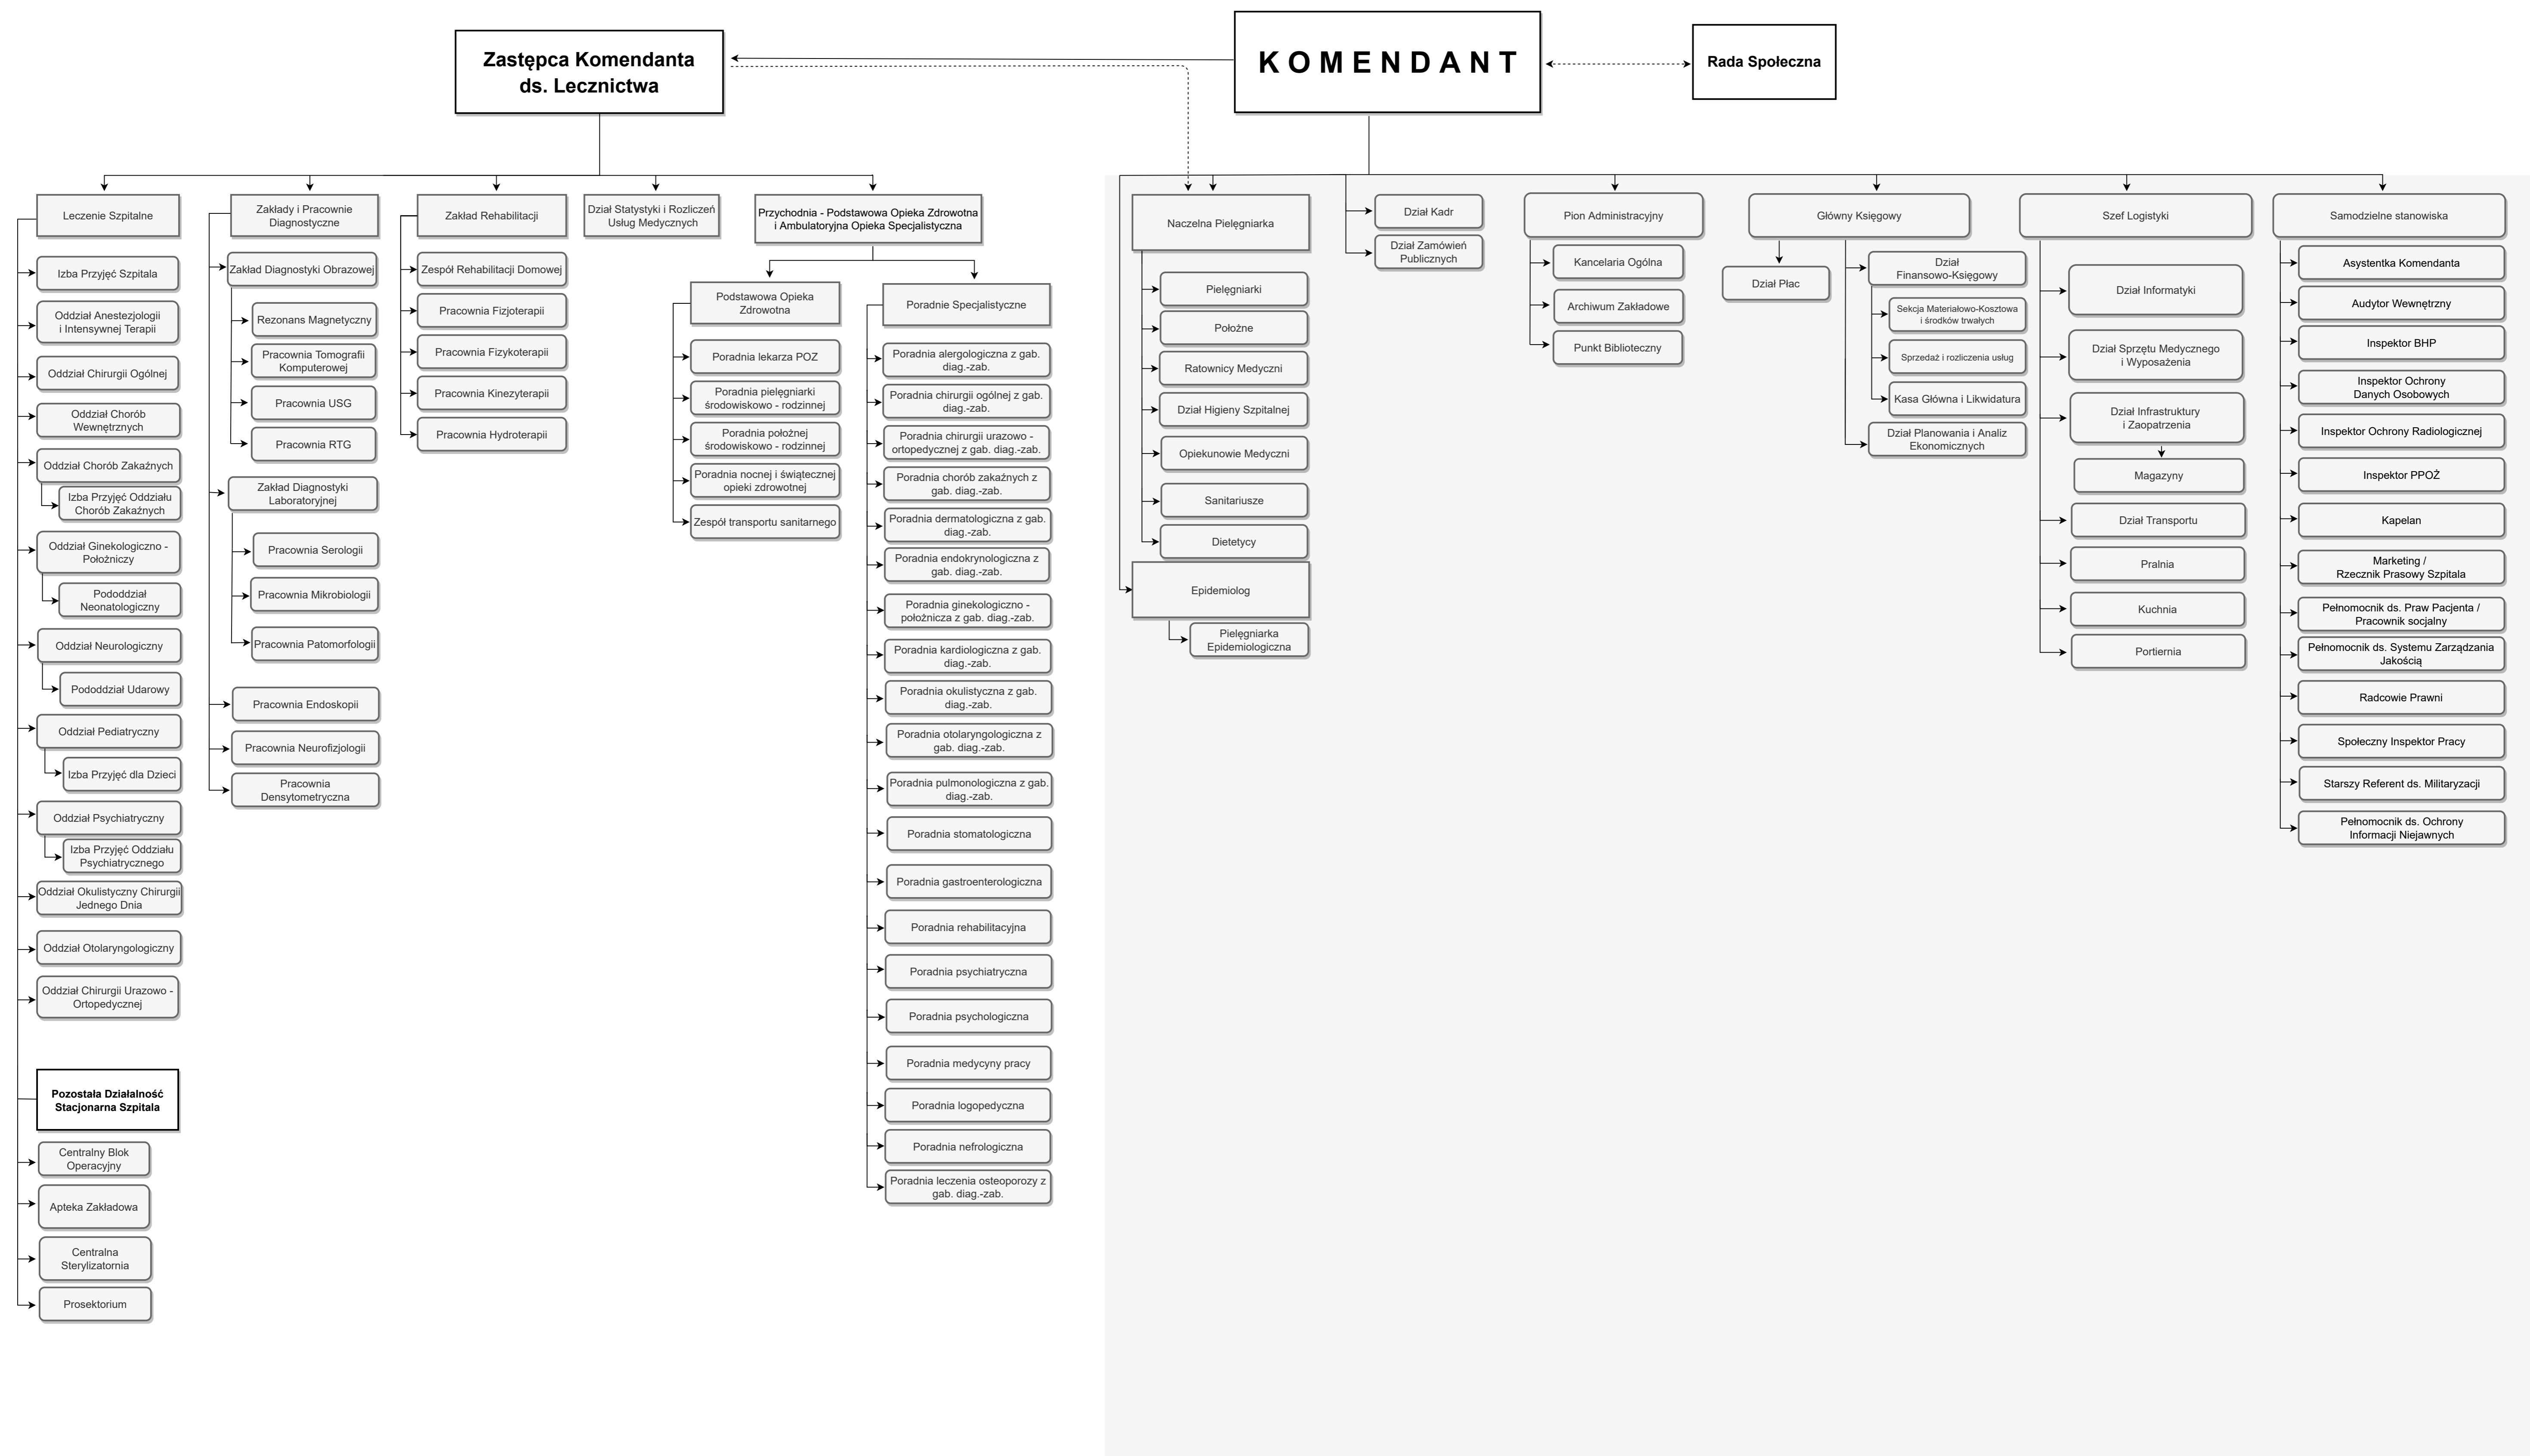 Zastępca Komendanta
ds. Lecznictwa
KOMENDANT
Rada Społeczna
Leczenie Szpitalne
Izba Przyjęć Szpitala
Oddział Anestezjologii
i Intensywnej Terapii
Oddział Chirurgii Ogólnej
Oddział Chorób
Wewnętrznych
Oddział Chorób Zakaźnych
Izba Przyjęć Oddziału
Chorób Zakaźnych
Oddział Ginekologiczno -
Położniczy
Pododdział
Neonatologiczny
Oddział Neurologiczny
Pododdział Udarowy
Oddział Pediatryczny
Izba Przyjęć dla Dzieci
Oddział Psychiatryczny
Izba Przyjęć Oddziału
Psychiatrycznego
Oddział Okulistyczny Chirurgii
Jednego Dnia
Oddział Otolaryngologiczny
Oddział Chirurgii Urazowo -
Ortopedycznej
Pozostała Działalność
Stacjonarna Szpitala
Centralny Blok
Operacyjny
Apteka Zakładowa
Centralna
Sterylizatornia
Prosektorium
Zakłady i Pracownie
Diagnostyczne
Zakład Diagnostyki Obrazowej
Rezonans Magnetyczny
Pracownia Tomografii
Komputerowej
Pracownia USG
Pracownia RTG
Zakład Diagnostyki
Laboratoryjnej
Pracownia Serologii
Pracownia Mikrobiologii
Pracownia Patomorfologii
Pracownia Endoskopii
Pracownia Neurofizjologii
Pracownia
Densytometryczna
Zakład Rehabilitacji
Zespół Rehabilitacji Domowej
Pracownia Fizjoterapii
Pracownia Fizykoterapii
Pracownia Kinezyterapii
Pracownia Hydroterapii
Dział Statystyki i Rozliczeń
Usług Medycznych
Przychodnia - Podstawowa Opieka Zdrowotna
i Ambulatoryjna Opieka Specjalistyczna
Podstawowa Opieka
Zdrowotna
Poradnia lekarza POZ
Poradnia pielęgniarki
środowiskowo - rodzinnej
Poradnia położnej
środowiskowo - rodzinnej
Poradnia nocnej i świątecznej
opieki zdrowotnej
Zespół transportu sanitarnego
Poradnie Specjalistyczne
Poradnia alergologiczna z gab.
diag.-zab.
Poradnia chirurgii ogólnej z gab.
diag.-zab.
Poradnia chirurgii urazowo -
ortopedycznej z gab. diag.-zab.
Poradnia chorób zakaźnych z
gab. diag.-zab.
Poradnia dermatologiczna z gab.
diag.-zab.
Poradnia endokrynologiczna z
gab. diag.-zab.
Poradnia ginekologiczno -
położnicza z gab. diag.-zab.
Poradnia kardiologiczna z gab.
diag.-zab.
Poradnia okulistyczna z gab.
diag.-zab.
Poradnia otolaryngologiczna z
gab. diag.-zab.
Poradnia pulmonologiczna z gab.
diag.-zab.
Poradnia stomatologiczna
Poradnia gastroenterologiczna
Poradnia rehabilitacyjna
Poradnia psychiatryczna
Poradnia psychologiczna
Poradnia medycyny pracy
Poradnia logopedyczna
Poradnia nefrologiczna
Poradnia leczenia osteoporozy z
gab. diag.-zab.
Naczelna Pielęgniarka
Pielęgniarki
Położne
Ratownicy Medyczni
Dział Higieny Szpitalnej
Opiekunowie Medyczni
Sanitariusze
Dietetycy
Epidemiolog
Pielęgniarka
Epidemiologiczna
Dział Kadr
Dział Zamówień
Publicznych
Pion Administracyjny
Kancelaria Ogólna
Archiwum Zakładowe
Punkt Biblioteczny
Główny Księgowy
Dział Płac
Dział
Finansowo-Księgowy
Sekcja Materiałowo-Kosztowa
i środków trwałych
Sprzedaż i rozliczenia usług
Kasa Główna i Likwidatura
Dział Planowania i Analiz
Ekonomicznych
Szef Logistyki
Dział Informatyki
Dział Sprzętu Medycznego
i Wyposażenia
Dział Infrastruktury
i Zaopatrzenia
Magazyny
Dział Transportu
Pralnia
Kuchnia
Portiernia
Samodzielne stanowiska
Asystentka Komendanta
Audytor Wewnętrzny
Inspektor BHP
Inspektor Ochrony
Danych Osobowych
Inspektor Ochrony Radiologicznej
Inspektor PPOŻ
Kapelan
Marketing /
Rzecznik Prasowy Szpitala
Pełnomocnik ds. Praw Pacjenta /
Pracownik socjalny
Pełnomocnik ds. Systemu Zarządzania
Jakością
Radcowie Prawni
Społeczny Inspektor Pracy
Starszy Referent ds. Militaryzacji
Pełnomocnik ds. Ochrony
Informacji Niejawnych